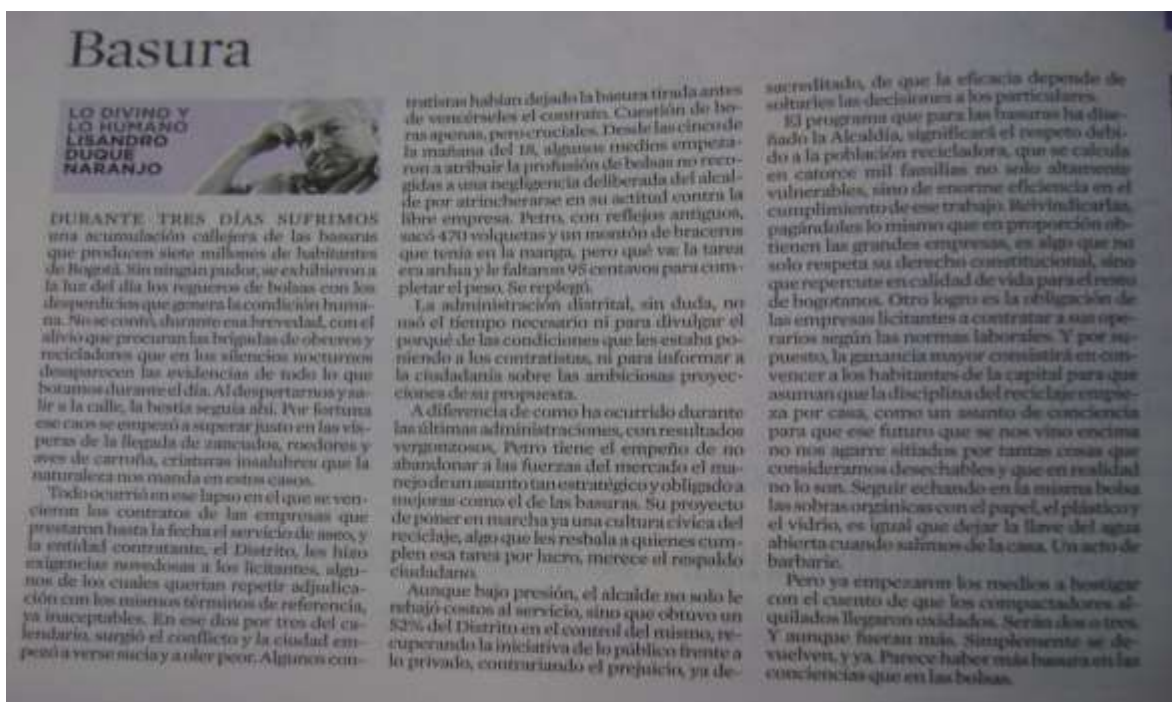 Basura
LO DIVINO Y
LO HUMANO
LISANDRO
DUQUE
NARANJO
DURANTE TRES DÍAS SUFRIMOS
una acumulación callejera de las basuras
que producen siete millones de habitantes
de Bogotá. Sin ningún pudor, se exhibieron a
la luz del día los regueros de bolsas con los
desperdicios que genera la condición huma-
na. No se contó, durante esa brevedad, con el
alivio que procuran las brigadas de obreros y
recicladores que en los silencios nocturnos
desaparecen las evidencias de todo lo que
botamos durante el día. Al despertarnos y sa-
lir a la calle, la bestia seguía ahí. Por fortuna
ese caos se empezó a superar justo en las vís-
peras de la llegada de zancudos, roedores y
aves de carroña, criaturas insalubres que la
naturaleza nos manda en estos casos.
Todo ocurrió en ese lapso en el que se ven-
cieron los contratos de las empresas que
prestaron hasta la fecha el servicio de aseo, y
la entidad contratante, el Distrito, les hizo
exigencias novedosas a los licitantes, algu-
nos de los cuales querían repetir adjudica-
ción con los mismos términos de referencia,
ya inaceptables. En ese dos por tres del ca-
lendario, surgió el conflicto y la ciudad em-
pezó a verse sucia y a oler peor. Algunos con-
tratistas habían dejado la basura tirada antes
de vencérseles el contrato. Cuestión de ho-
ras apenas, pero cruciales. Desde las cinco de
la mañana del 18, algunos medios empeza-
ron a atribuir la profusión de bolsas no reco-
gidas a una negligencia deliberada del alcal-
de por atrincherarse en su actitud contra la
libre empresa. Petro, con reflejos antiguos,
sacó 470 volquetas y un montón de braceros
que tenía en la manga, pero qué va: la tarea
era ardua y le faltaron 95 centavos para com-
pletar el peso. Se replegó.
La administración distrital, sin duda, no
usó el tiempo necesario ni para divulgar el
porqué de las condiciones que les estaba po-
niendo a los contratistas, ni para informar a
la ciudadanía sobre las ambiciosas proyec-
ciones de su propuesta.
A diferencia de como ha ocurrido durante
las últimas administraciones, con resultados
vergonzosos, Petro tiene el empeño de no
abandonar a las fuerzas del mercado el ma-
nejo de un asunto tan estratégico y obligado a
mejoras como el de las basuras. Su proyecto
de poner en marcha ya una cultura cívica del
reciclaje, algo que les resbala a quienes cum-
plen esa tarea por lucro, merece el respaldo
ciudadano.
Aunque bajo presión, el alcalde no solo le
rebajó costos al servicio, sino que obtuvo un
52% del Distrito en el control del mismo, re-
cuperando la iniciativa de lo público frente a
lo privado, contrariando el prejuicio, ya de-
sacreditado, de que la eficacia depende de
soltarles las decisiones a los particulares.
El programa que para las basuras ha dise-
ñado la Alcaldía, significará el respeto debi-
do a la población recicladora, que se calcula
en catorce mil familias no solo altamente
vulnerables, sino de enorme eficiencia en el
cumplimiento de ese trabajo. Reivindicarlas,
pagándoles lo mismo que en proporción ob-
tienen las grandes empresas, es algo que no
solo respeta su derecho constitucional, sino
que repercute en calidad de vida para el resto
de bogotanos. Otro logro es la obligación de
las empresas licitantes a contratar a sus ope-
rarios según las normas laborales. Y por su-
puesto, la ganancia mayor consistirá en con-
vencer a los habitantes de la capital para que
asuman que la disciplina del reciclaje empie-
za por casa, como un asunto de conciencia
para que ese futuro que se nos vino encima
no nos agarre sitiados por tantas cosas que
consideramos desechables y que en realidad
no lo son. Seguir echando en la misma bolsa
las sobras orgánicas con el papel, el plástico y
el vidrio, es igual que dejar la llave del agua
abierta cuando salimos de la casa. Un acto de
barbarie.
Pero ya empezaron los medios a hostigar
con el cuento de que los compactadores al-
quilados llegaron oxidados. Serán dos o tres.
Y aunque fueran más. Simplemente se de-
vuelven, y ya. Parece haber más basura en las
conciencias que en las bolsas.